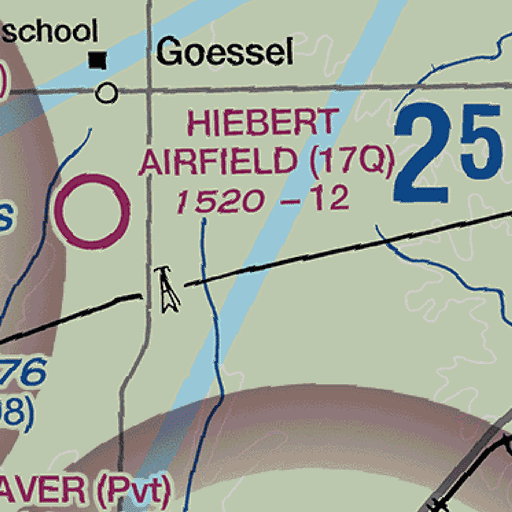 school
Goessel
)
HIEBERT
AIRFIELD (17Q)
1520 – 12
25
S
76
98)
AVER (Pvt)